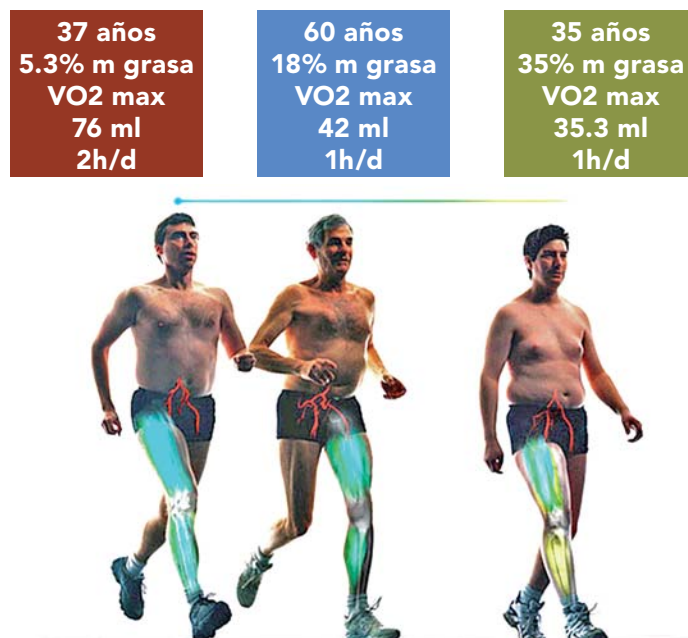 37 años
5.3% m grasa
VO2 max
76 ml
2h/d
60 años
18% m grasa
VO2 max
42 ml
1h/d
35 años
35% m grasa
VO2 max
35.3 ml
1h/d